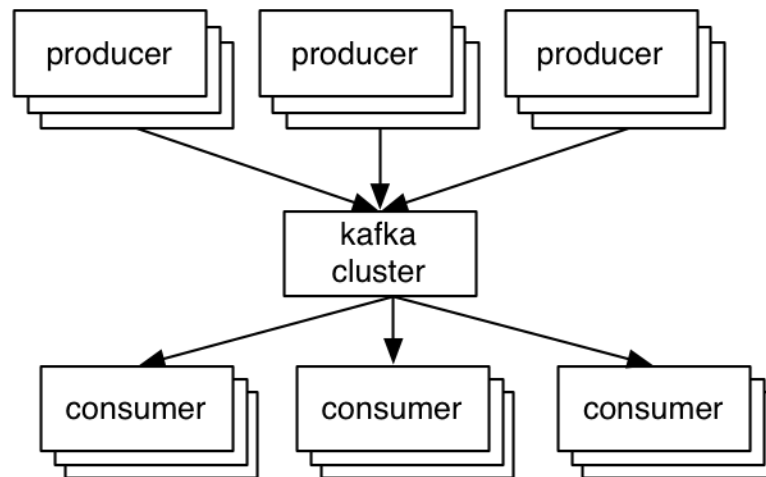 producer
producer
producer
kafka
cluster
consumer
consumer
consumer